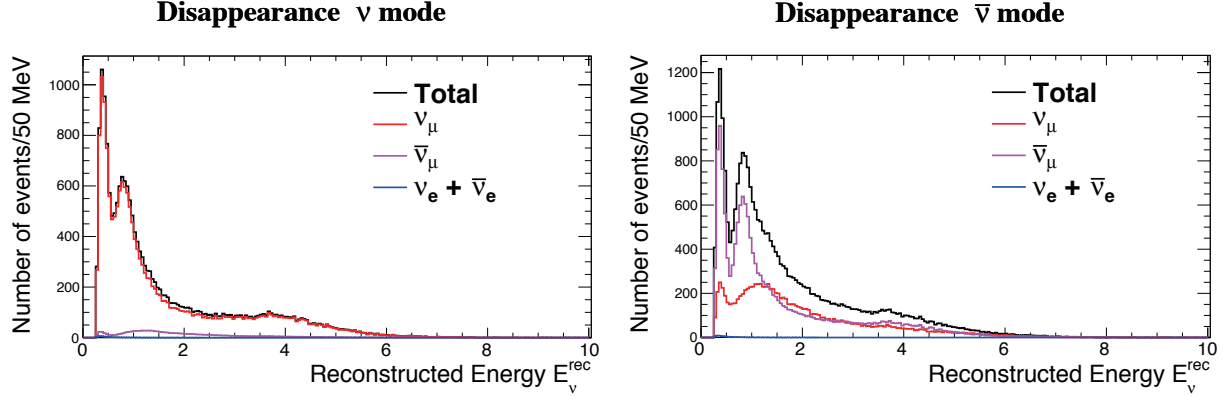 Disappearance ν mode
Number of events/50 MeV
1000
800
600
400
200
0
Total
ν_μ
ν̅_μ
ν_e + ν̅_e
0 2 4 6 8 10
Reconstructed Energy E_ν^rec
Disappearance ν̅ mode
Number of events/50 MeV
1200
1000
800
600
400
200
0
Total
ν_μ
ν̅_μ
ν_e + ν̅_e
0 2 4 6 8 10
Reconstructed Energy E_ν^rec